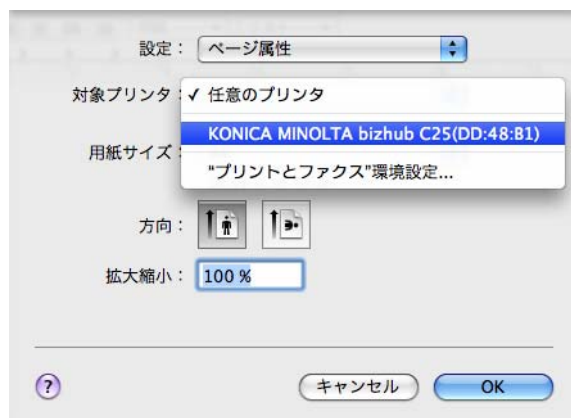 設定： ページ属性
対象プリンタ： ✓ 任意のプリンタ
KONICA MINOLTA bizhub C25(DD:48:B1)
用紙サイズ：
"プリントとファクス"環境設定...
方向：
拡大縮小： 100 %
? キャンセル OK